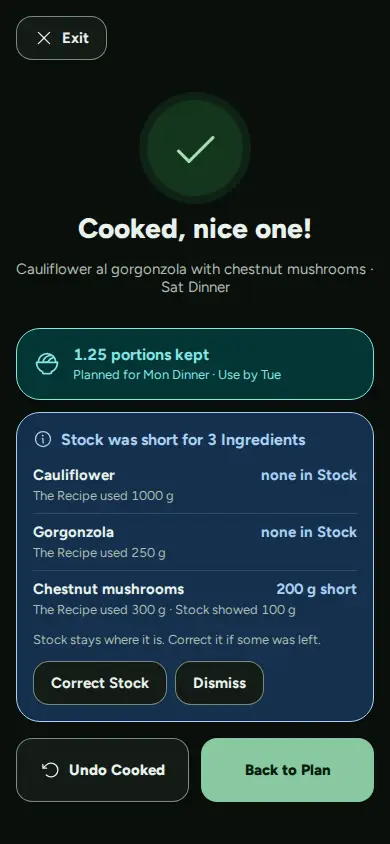 Exit
Cooked, nice one!
Cauliflower al gorgonzola with chestnut mushrooms ·
Sat Dinner
1.25 portions kept
Planned for Mon Dinner · Use by Tue
Stock was short for 3 Ingredients
Cauliflower none in Stock
The Recipe used 1000 g
Gorgonzola none in Stock
The Recipe used 250 g
Chestnut mushrooms 200 g short
The Recipe used 300 g · Stock showed 100 g
Stock stays where it is. Correct it if some was left.
Correct Stock Dismiss
Undo Cooked Back to Plan